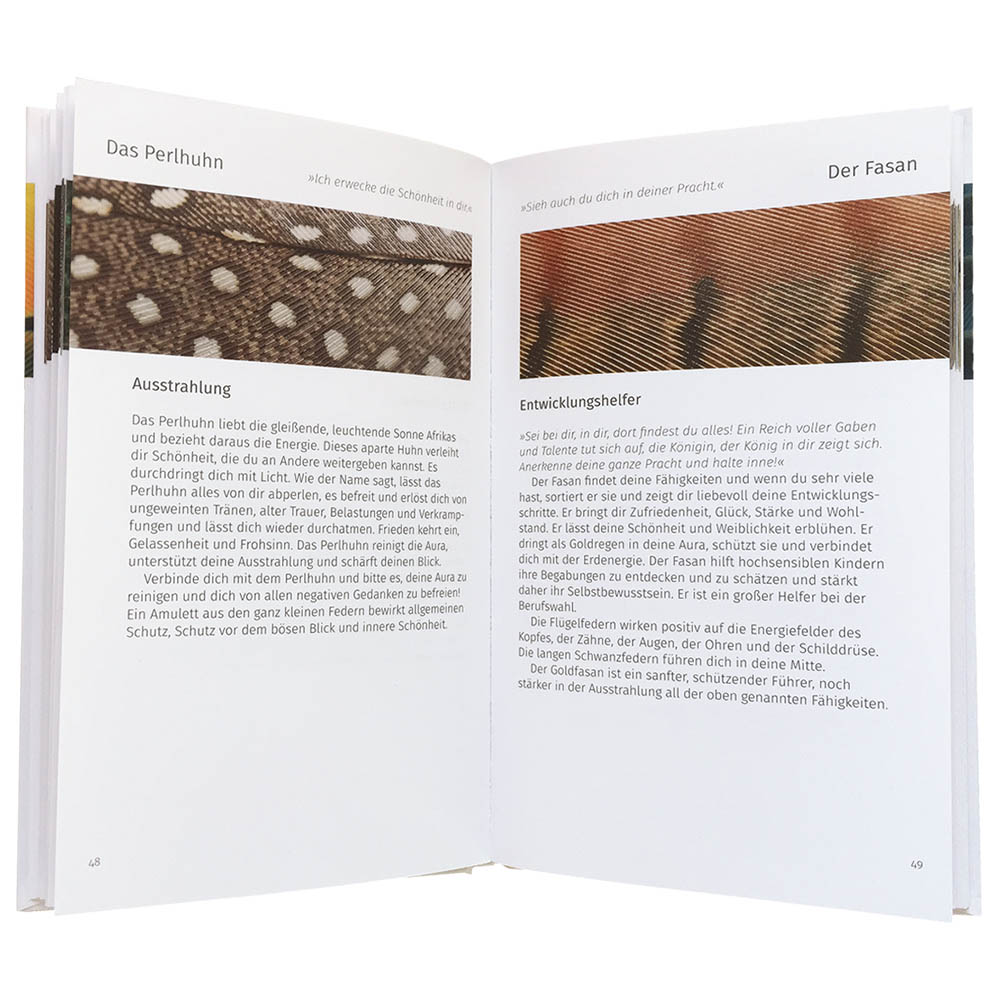 Das Perlhuhn
»Ich erwecke die Schönheit in dir.«
Ausstrahlung
Das Perlhuhn liebt die gleißende, leuchtende Sonne Afrikas
und bezieht daraus die Energie. Dieses aparte Huhn verleiht
dir Schönheit, die du an Andere weitergeben kannst. Es
durchdringt dich mit Licht. Wie der Name sagt, lässt das
Perlhuhn alles von dir abperlen, es befreit und erlöst dich von
ungeweinten Tränen, alter Trauer, Belastungen und Verkramp-
fungen und lässt dich wieder durchatmen. Frieden kehrt ein,
Gelassenheit und Frohsinn. Das Perlhuhn reinigt die Aura,
unterstützt deine Ausstrahlung und schärft deinen Blick.
Verbinde dich mit dem Perlhuhn und bitte es, deine Aura zu
reinigen und dich von allen negativen Gedanken zu befreien!
Ein Amulett aus den ganz kleinen Federn bewirkt allgemeinen
Schutz, Schutz vor dem bösen Blick und innere Schönheit.
48
Der Fasan
»Sieh auch du dich in deiner Pracht.«
Entwicklungshelfer
»Sei bei dir, in dir, dort findest du alles! Ein Reich voller Gaben
und Talente tut sich auf, die Königin, der König in dir zeigt sich.
Anerkenne deine ganze Pracht und halte inne!«
Der Fasan findet deine Fähigkeiten und wenn du sehr viele
hast, sortiert er sie und zeigt dir liebevoll deine Entwicklungs-
schritte. Er bringt dir Zufriedenheit, Glück, Stärke und Wohl-
stand. Er lässt deine Schönheit und Weiblichkeit erblühen. Er
dringt als Goldregen in deine Aura, schützt sie und verbindet
dich mit der Erdenergie. Der Fasan hilft hochsensiblen Kindern
ihre Begabungen zu entdecken und zu schätzen und stärkt
daher ihr Selbstbewusstsein. Er ist ein großer Helfer bei der
Berufswahl.
Die Flügelfedern wirken positiv auf die Energiefelder des
Kopfes, der Zähne, der Augen, der Ohren und der Schilddrüse.
Die langen Schwanzfedern führen dich in deine Mitte.
Der Goldfasan ist ein sanfter, schützender Führer, noch
stärker in der Ausstrahlung all der oben genannten Fähigkeiten.
49